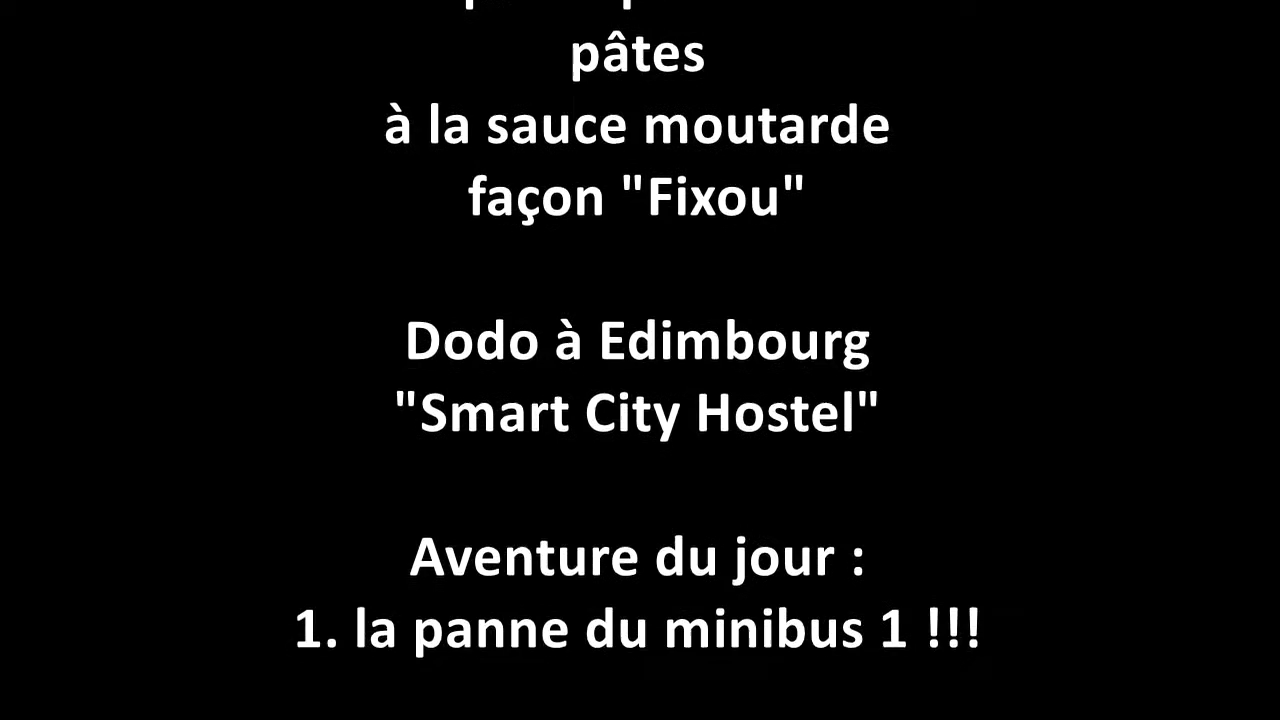 pâtes
à la sauce moutarde
façon "Fixou"
Dodo à Edimbourg
"Smart City Hostel"
Aventure du jour :
1. la panne du minibus 1 !!!